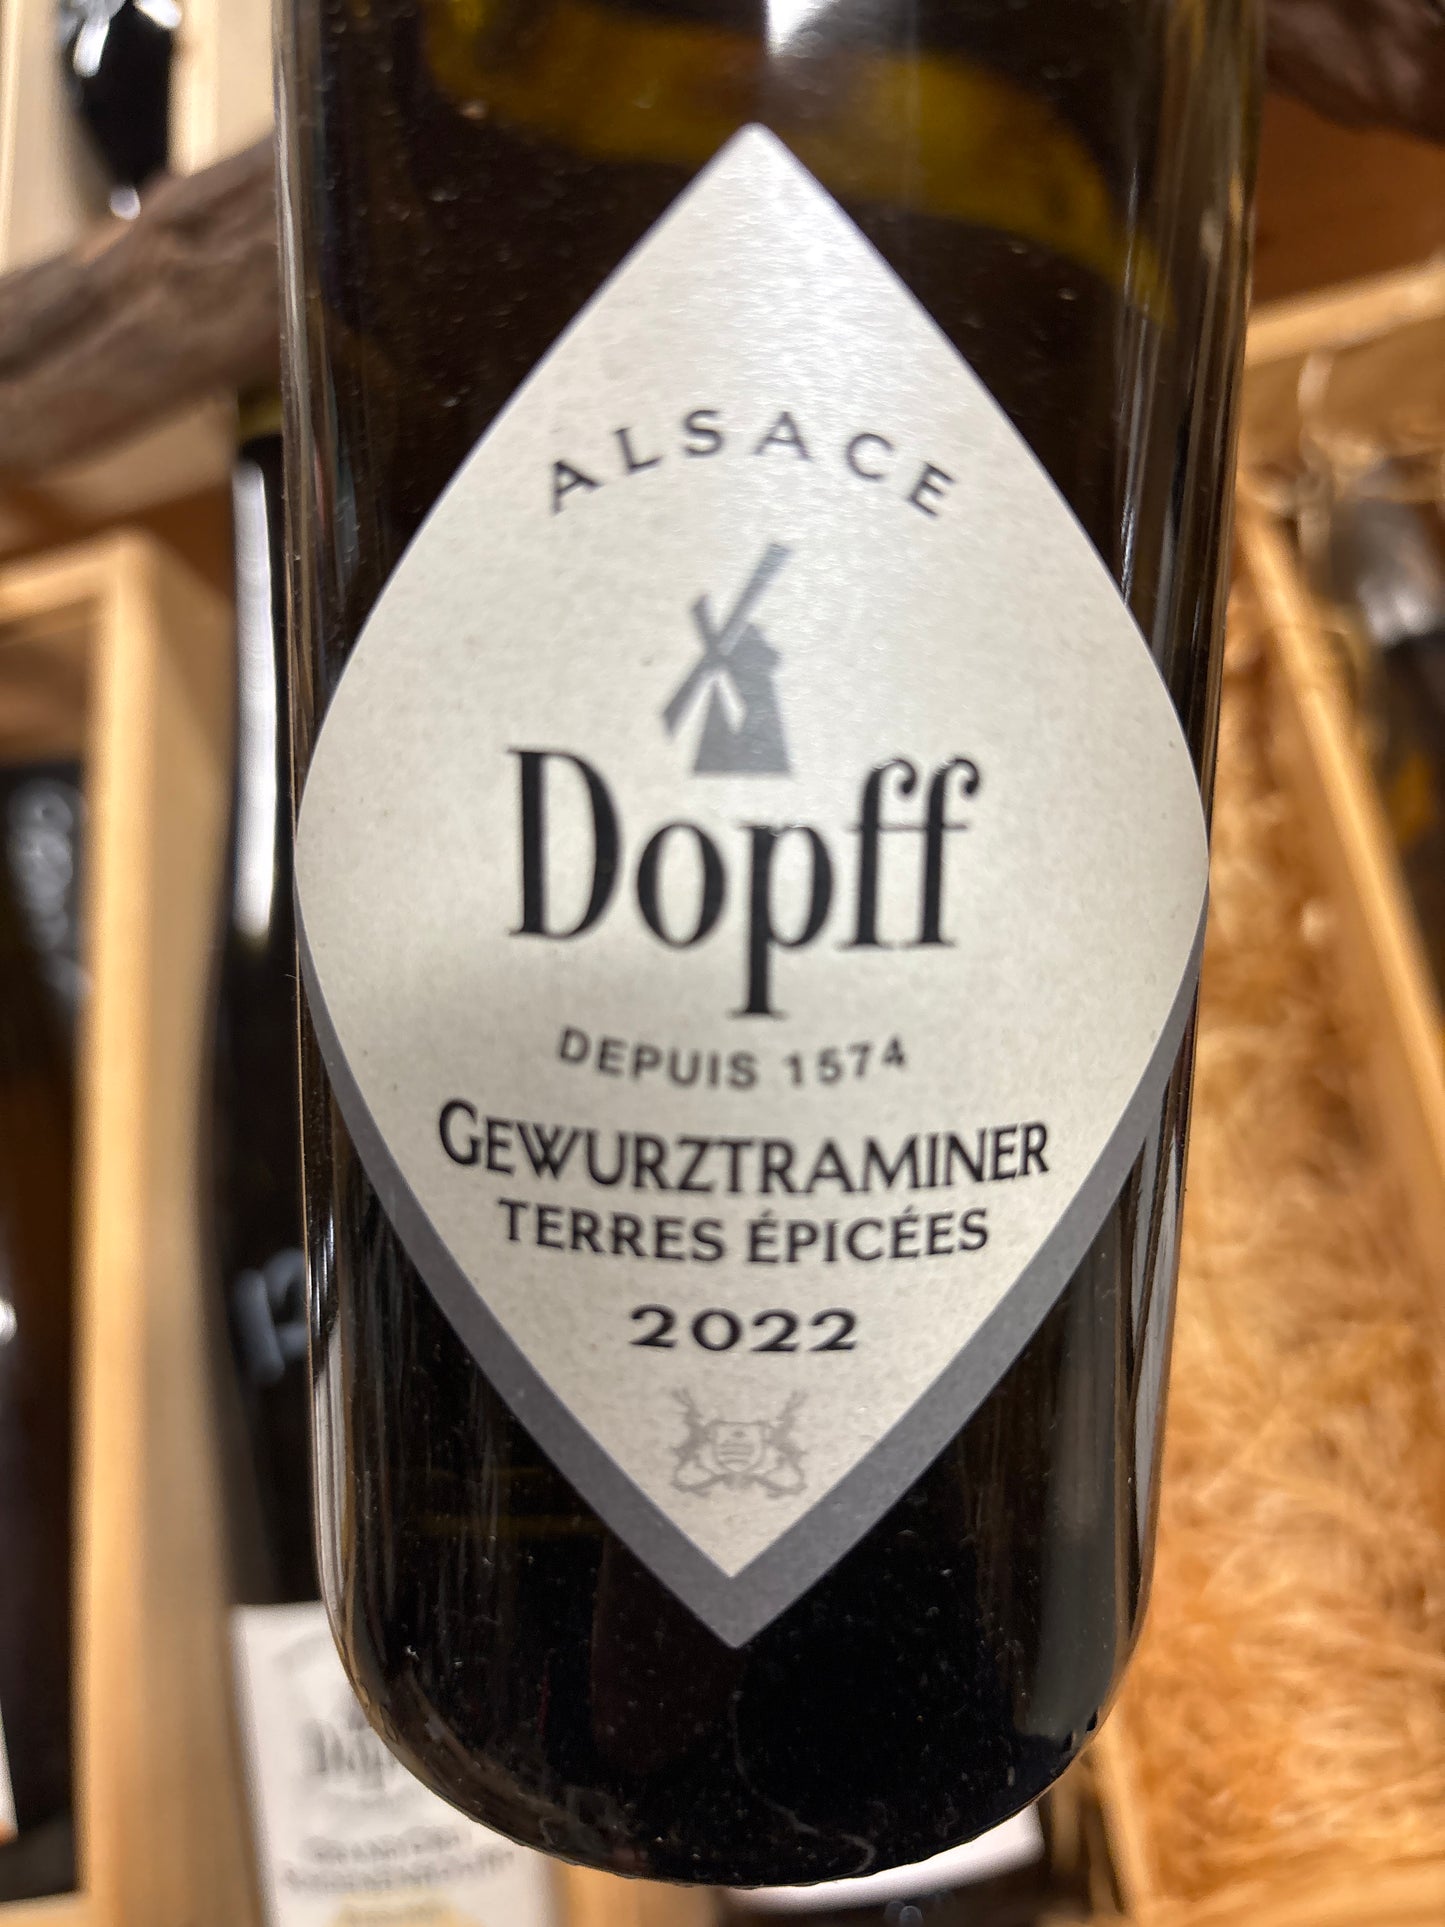 ALSACE
Dopff
DEPUIS 1574
GEWURZTRAMINER
TERRES ÉPICÉES
2022